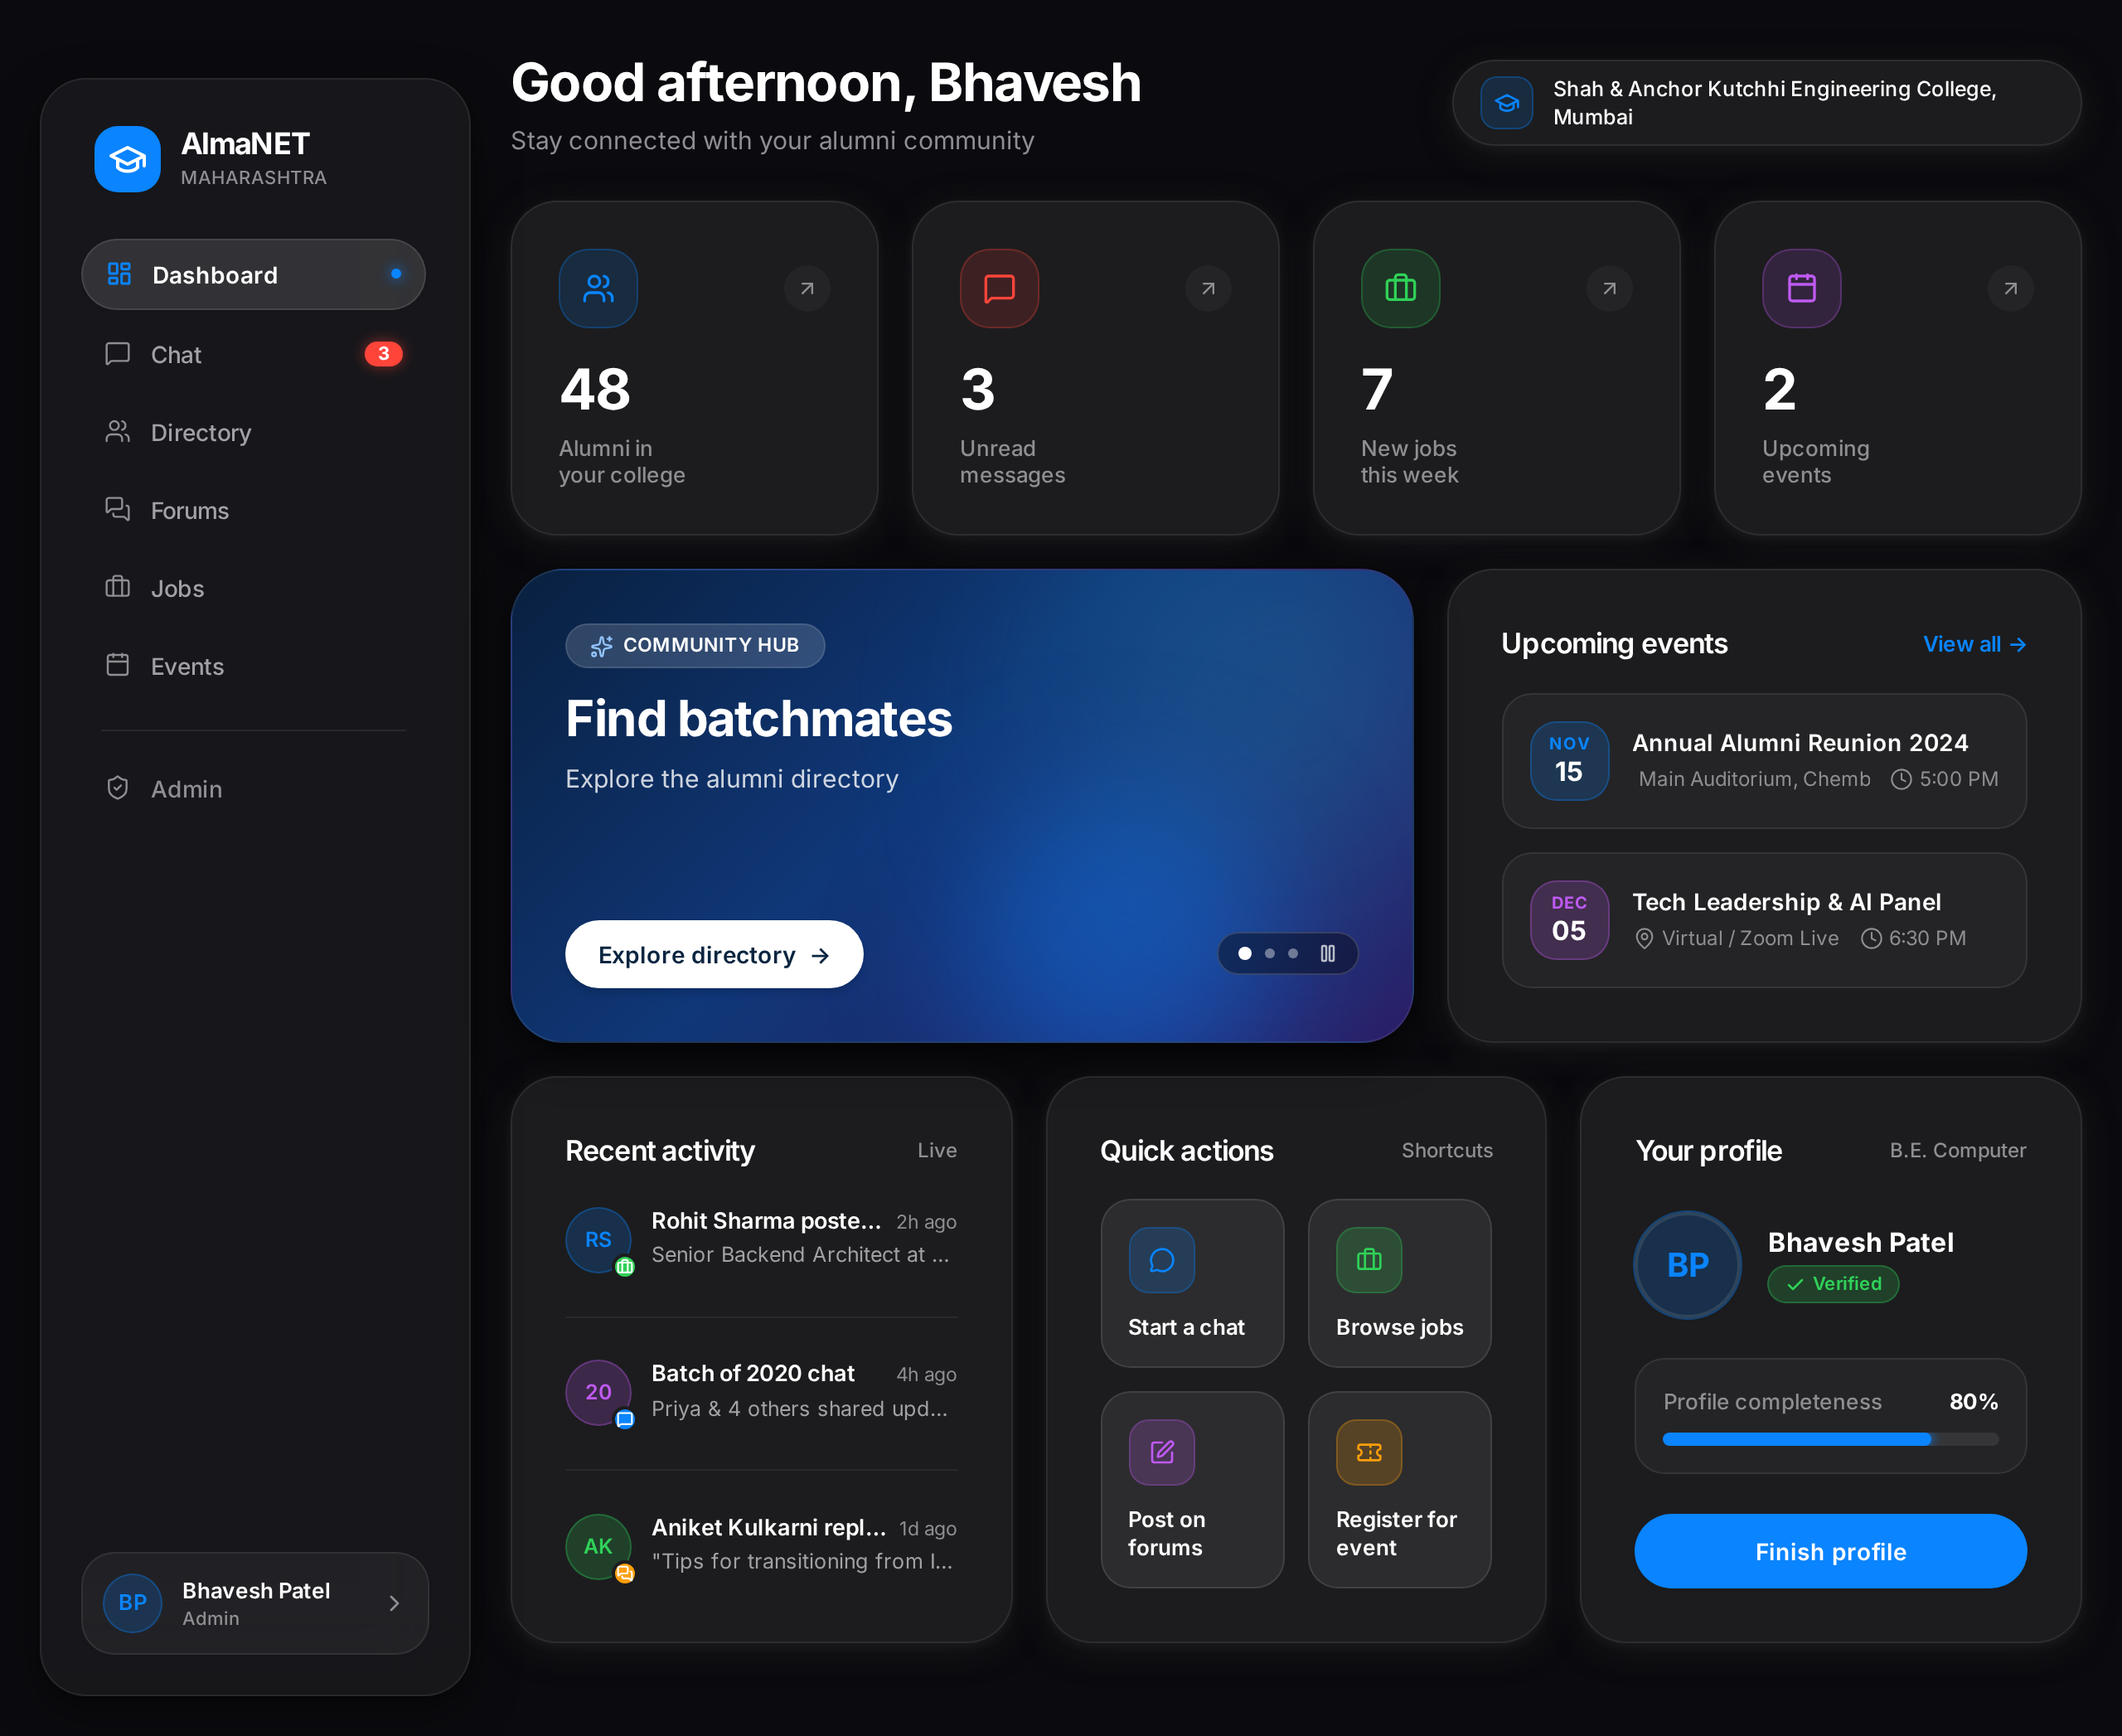 AlmaNET
MAHARASHTRA
Dashboard
Chat
3
Directory
Forums
Jobs
Events
Admin
BP
Bhavesh Patel
Admin
Good afternoon, Bhavesh
Stay connected with your alumni community
Shah & Anchor Kutchhi Engineering College,
Mumbai
48
Alumni in
your college
3
Unread
messages
7
New jobs
this week
2
Upcoming
events
COMMUNITY HUB
Find batchmates
Explore the alumni directory
Explore directory →
Upcoming events
View all →
NOV
15
Annual Alumni Reunion 2024
Main Auditorium, Chemb
5:00 PM
DEC
05
Tech Leadership & AI Panel
Virtual / Zoom Live
6:30 PM
Recent activity
Live
RS
Rohit Sharma poste...
2h ago
Senior Backend Architect at ...
20
Batch of 2020 chat
4h ago
Priya & 4 others shared upd...
AK
Aniket Kulkarni repl...
1d ago
"Tips for transitioning from I...
Quick actions
Shortcuts
Start a chat
Browse jobs
Post on
forums
Register for
event
Your profile
B.E. Computer
BP
Bhavesh Patel
Verified
Profile completeness
80%
Finish profile